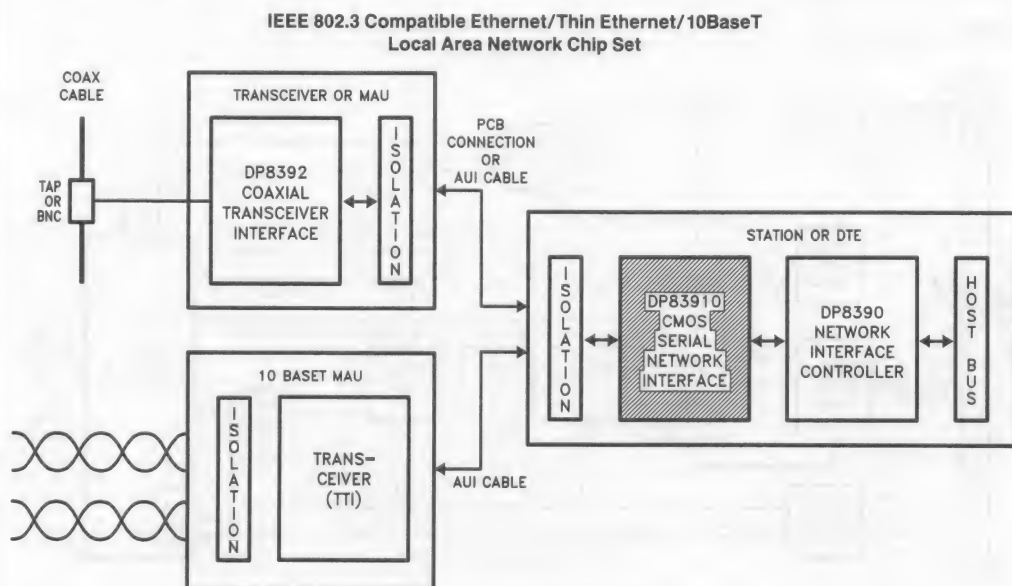 IEEE 802.3 Compatible Ethernet/Thin Ethernet/10BaseT
Local Area Network Chip Set
COAX
CABLE
TAP
OR
BNC
TRANSCEIVER OR MAU
DP8392
COAXIAL
TRANSCEIVER
INTERFACE
ISOLATION
PCB
CONNECTION
OR
AUI CABLE
STATION OR DTE
ISOLATION
DP83910
CMOS
SERIAL
NETWORK
INTERFACE
DP8390
NETWORK
INTERFACE
CONTROLLER
HOST BUS
10 BASET MAU
ISOLATION
TRANS-
CEIVER
(TTI)
AUI CABLE